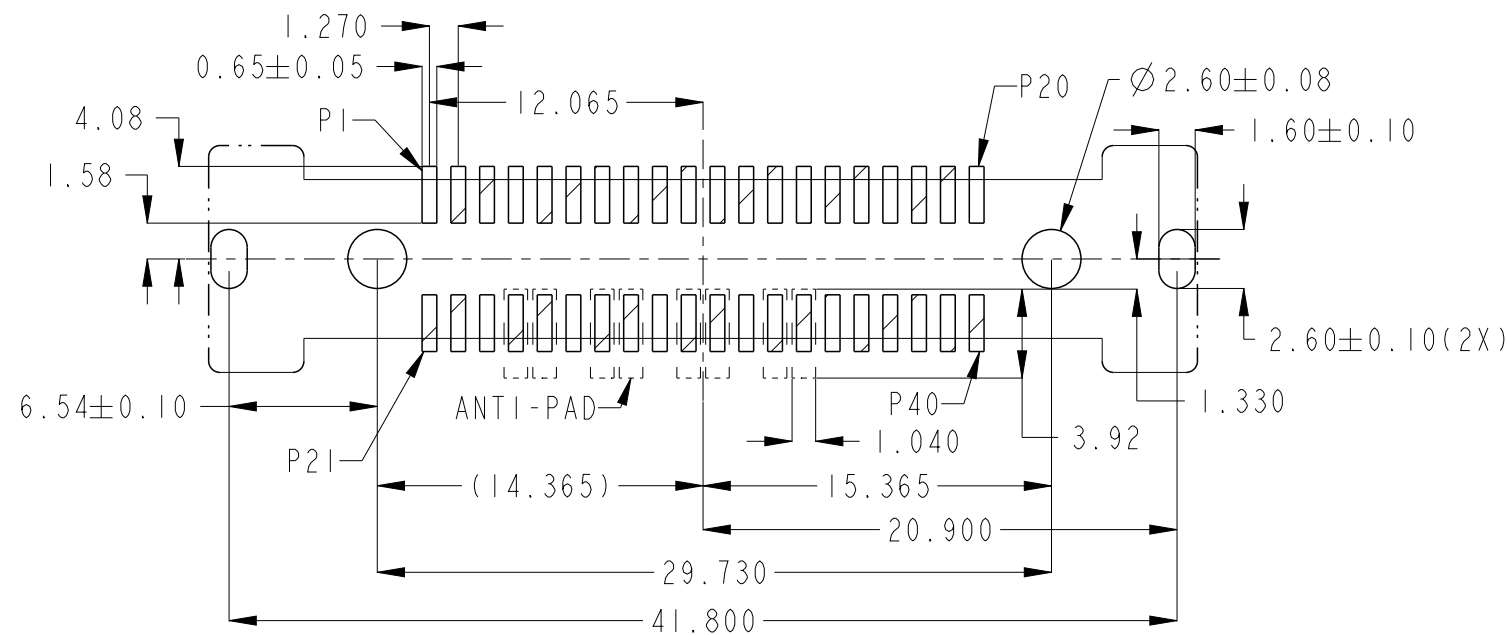 1.270
0.65±0.05
12.065
P20
Ø2.60±0.08
4.08
P1
1.60±0.10
1.58
2.60±0.10(2X)
6.54±0.10
ANTI-PAD
P40
1.330
P21
1.040
3.92
(14.365)
15.365
20.900
29.730
41.800